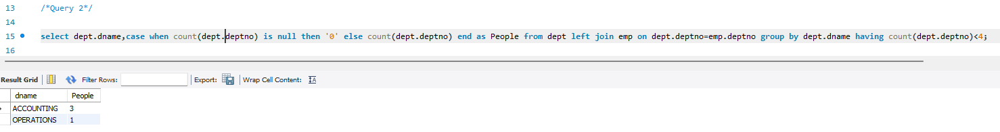 13 /*Query 2*/
14
15 select dept.dname,case when count(dept.deptno) is null then '0' else count(dept.deptno) end as People from dept left join emp on dept.deptno=emp.deptno group by dept.dname having count(dept.deptno)<4;
16
Result Grid Filter Rows: Export: Wrap Cell Content:
dname People
ACCOUNTING 3
OPERATIONS 1